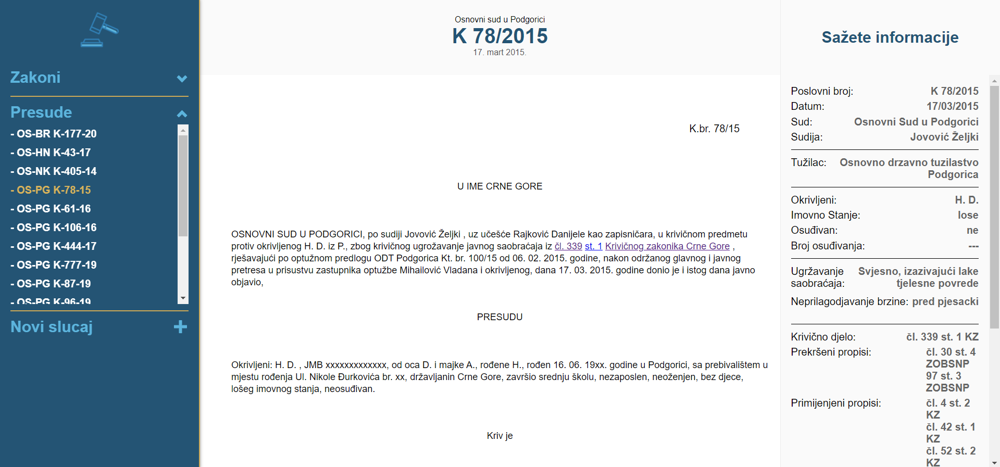 Zakoni
Presude
- OS-BR K-177-20
- OS-HN K-43-17
- OS-NK K-405-14
- OS-PG K-78-15
- OS-PG K-61-16
- OS-PG K-106-16
- OS-PG K-444-17
- OS-PG K-777-19
- OS-PG K-87-19
- OS-PG K-96-19
Novi slucaj
Osnovni sud u Podgorici
K 78/2015
17. mart 2015.
K.br. 78/15
U IME CRNE GORE
OSNOVNI SUD U PODGORICI, po sudiji Jovović Željki , uz učešće Rajković Danijele kao zapisničara, u krivičnom predmetu
protiv okrivljenog H. D. iz P., zbog krivičnog ugrožavanje javnog saobraćaja iz čl. 339 st. 1 Krivičnog zakonika Crne Gore ,
rješavajući po optužnom predlogu ODT Podgorica Kt. br. 100/15 od 06. 02. 2015. godine, nakon održanog glavnog i javnog
pretresa u prisustvu zastupnika optužbe Mihailović Vladana i okrivljenog, dana 17. 03. 2015. godine donio je i istog dana javno
objavio,
PRESUDU
Okrivljeni: H. D. , JMB xxxxxxxxxxxxx, od oca D. i majke A., rođene H., rođen 16. 06. 19xx. godine u Podgorici, sa prebivalištem u
mjestu rođenja Ul. Nikole Đurkovića br. xx, državljanin Crne Gore, završio srednju školu, nezaposlen, neoženjen, bez djece,
lošeg imovnog stanja, neosuđivan.
Kriv je
Sažete informacije
Poslovni broj: K 78/2015
Datum: 17/03/2015
Sud: Osnovni Sud u Podgorici
Sudija: Jovović Željki
Tužilac: Osnovno drzavno tuzilastvo
Podgorica
Okrivljeni: H. D.
Imovno Stanje: lose
Osuđivan: ne
Broj osuđivanja: ---
Ugržavanje Svjesno, izazivajući lake
saobraćaja: tjelesne povrede
Neprilagodjavanje brzine: pred pjesacki
Krivično djelo: čl. 339 st. 1 KZ
Prekršeni propisi: čl. 30 st. 4
ZOBSNP
97 st. 3
ZOBSNP
Primijenjeni propisi: čl. 4 st. 2
KZ
čl. 42 st. 1
KZ
čl. 52 st. 2
KZ